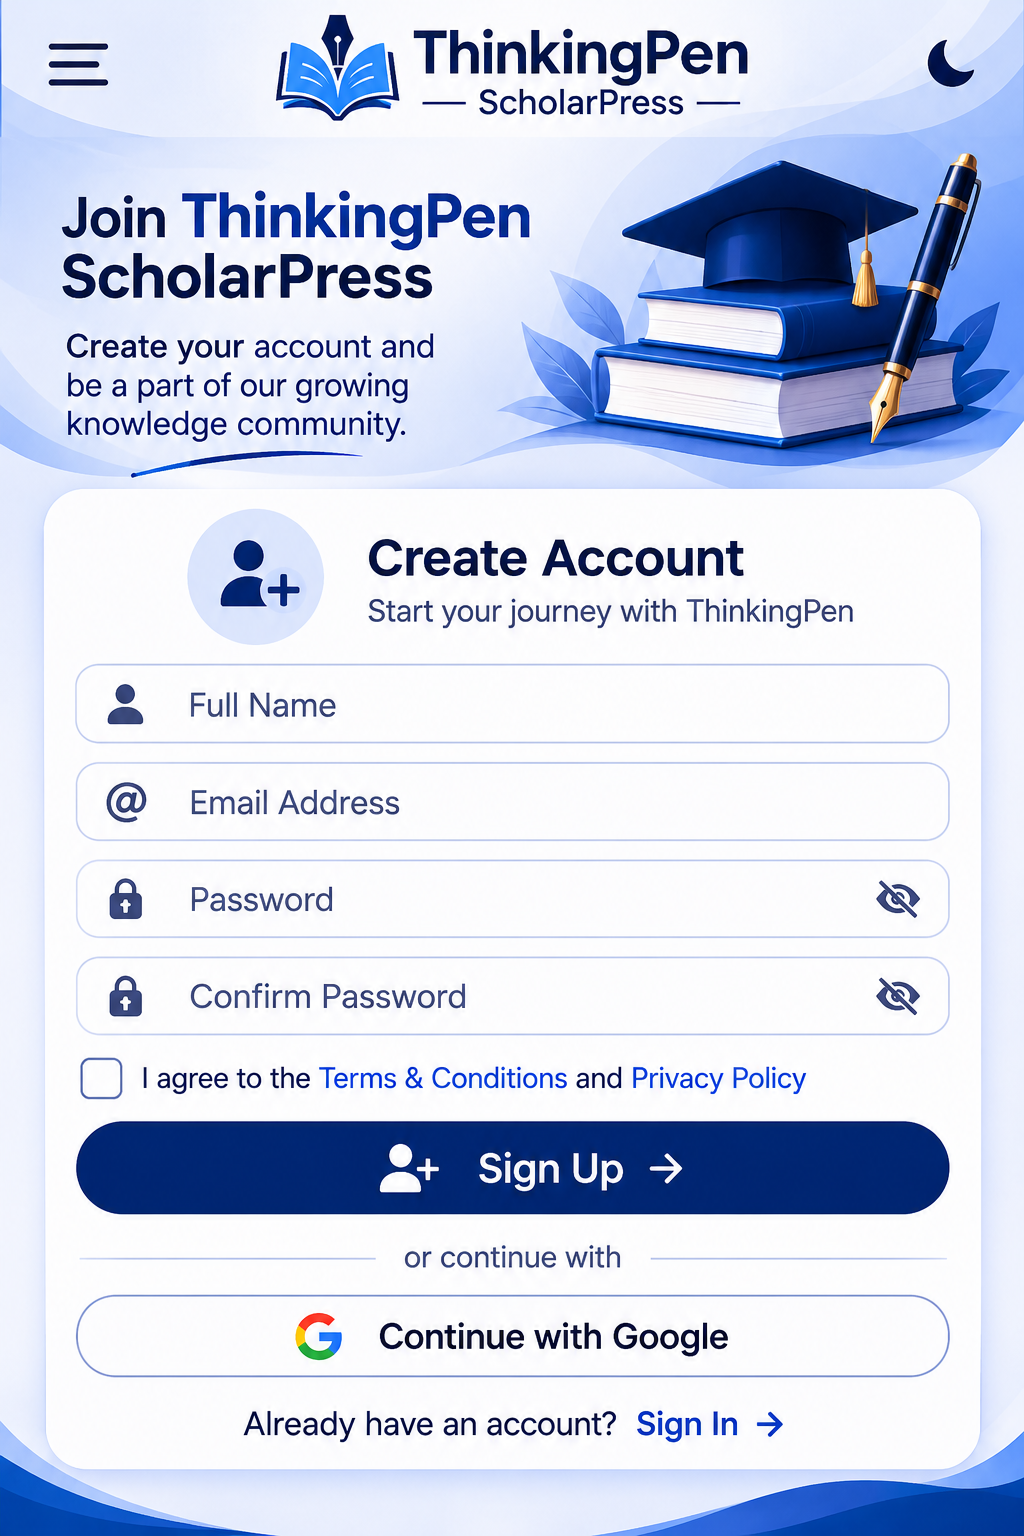 ThinkingPen
ScholarPress
Join ThinkingPen
ScholarPress
Create your account and
be a part of our growing
knowledge community.
Create Account
Start your journey with ThinkingPen
Full Name
@ Email Address
Password
Confirm Password
I agree to the Terms & Conditions and Privacy Policy
Sign Up →
or continue with
G Continue with Google
Already have an account? Sign In →